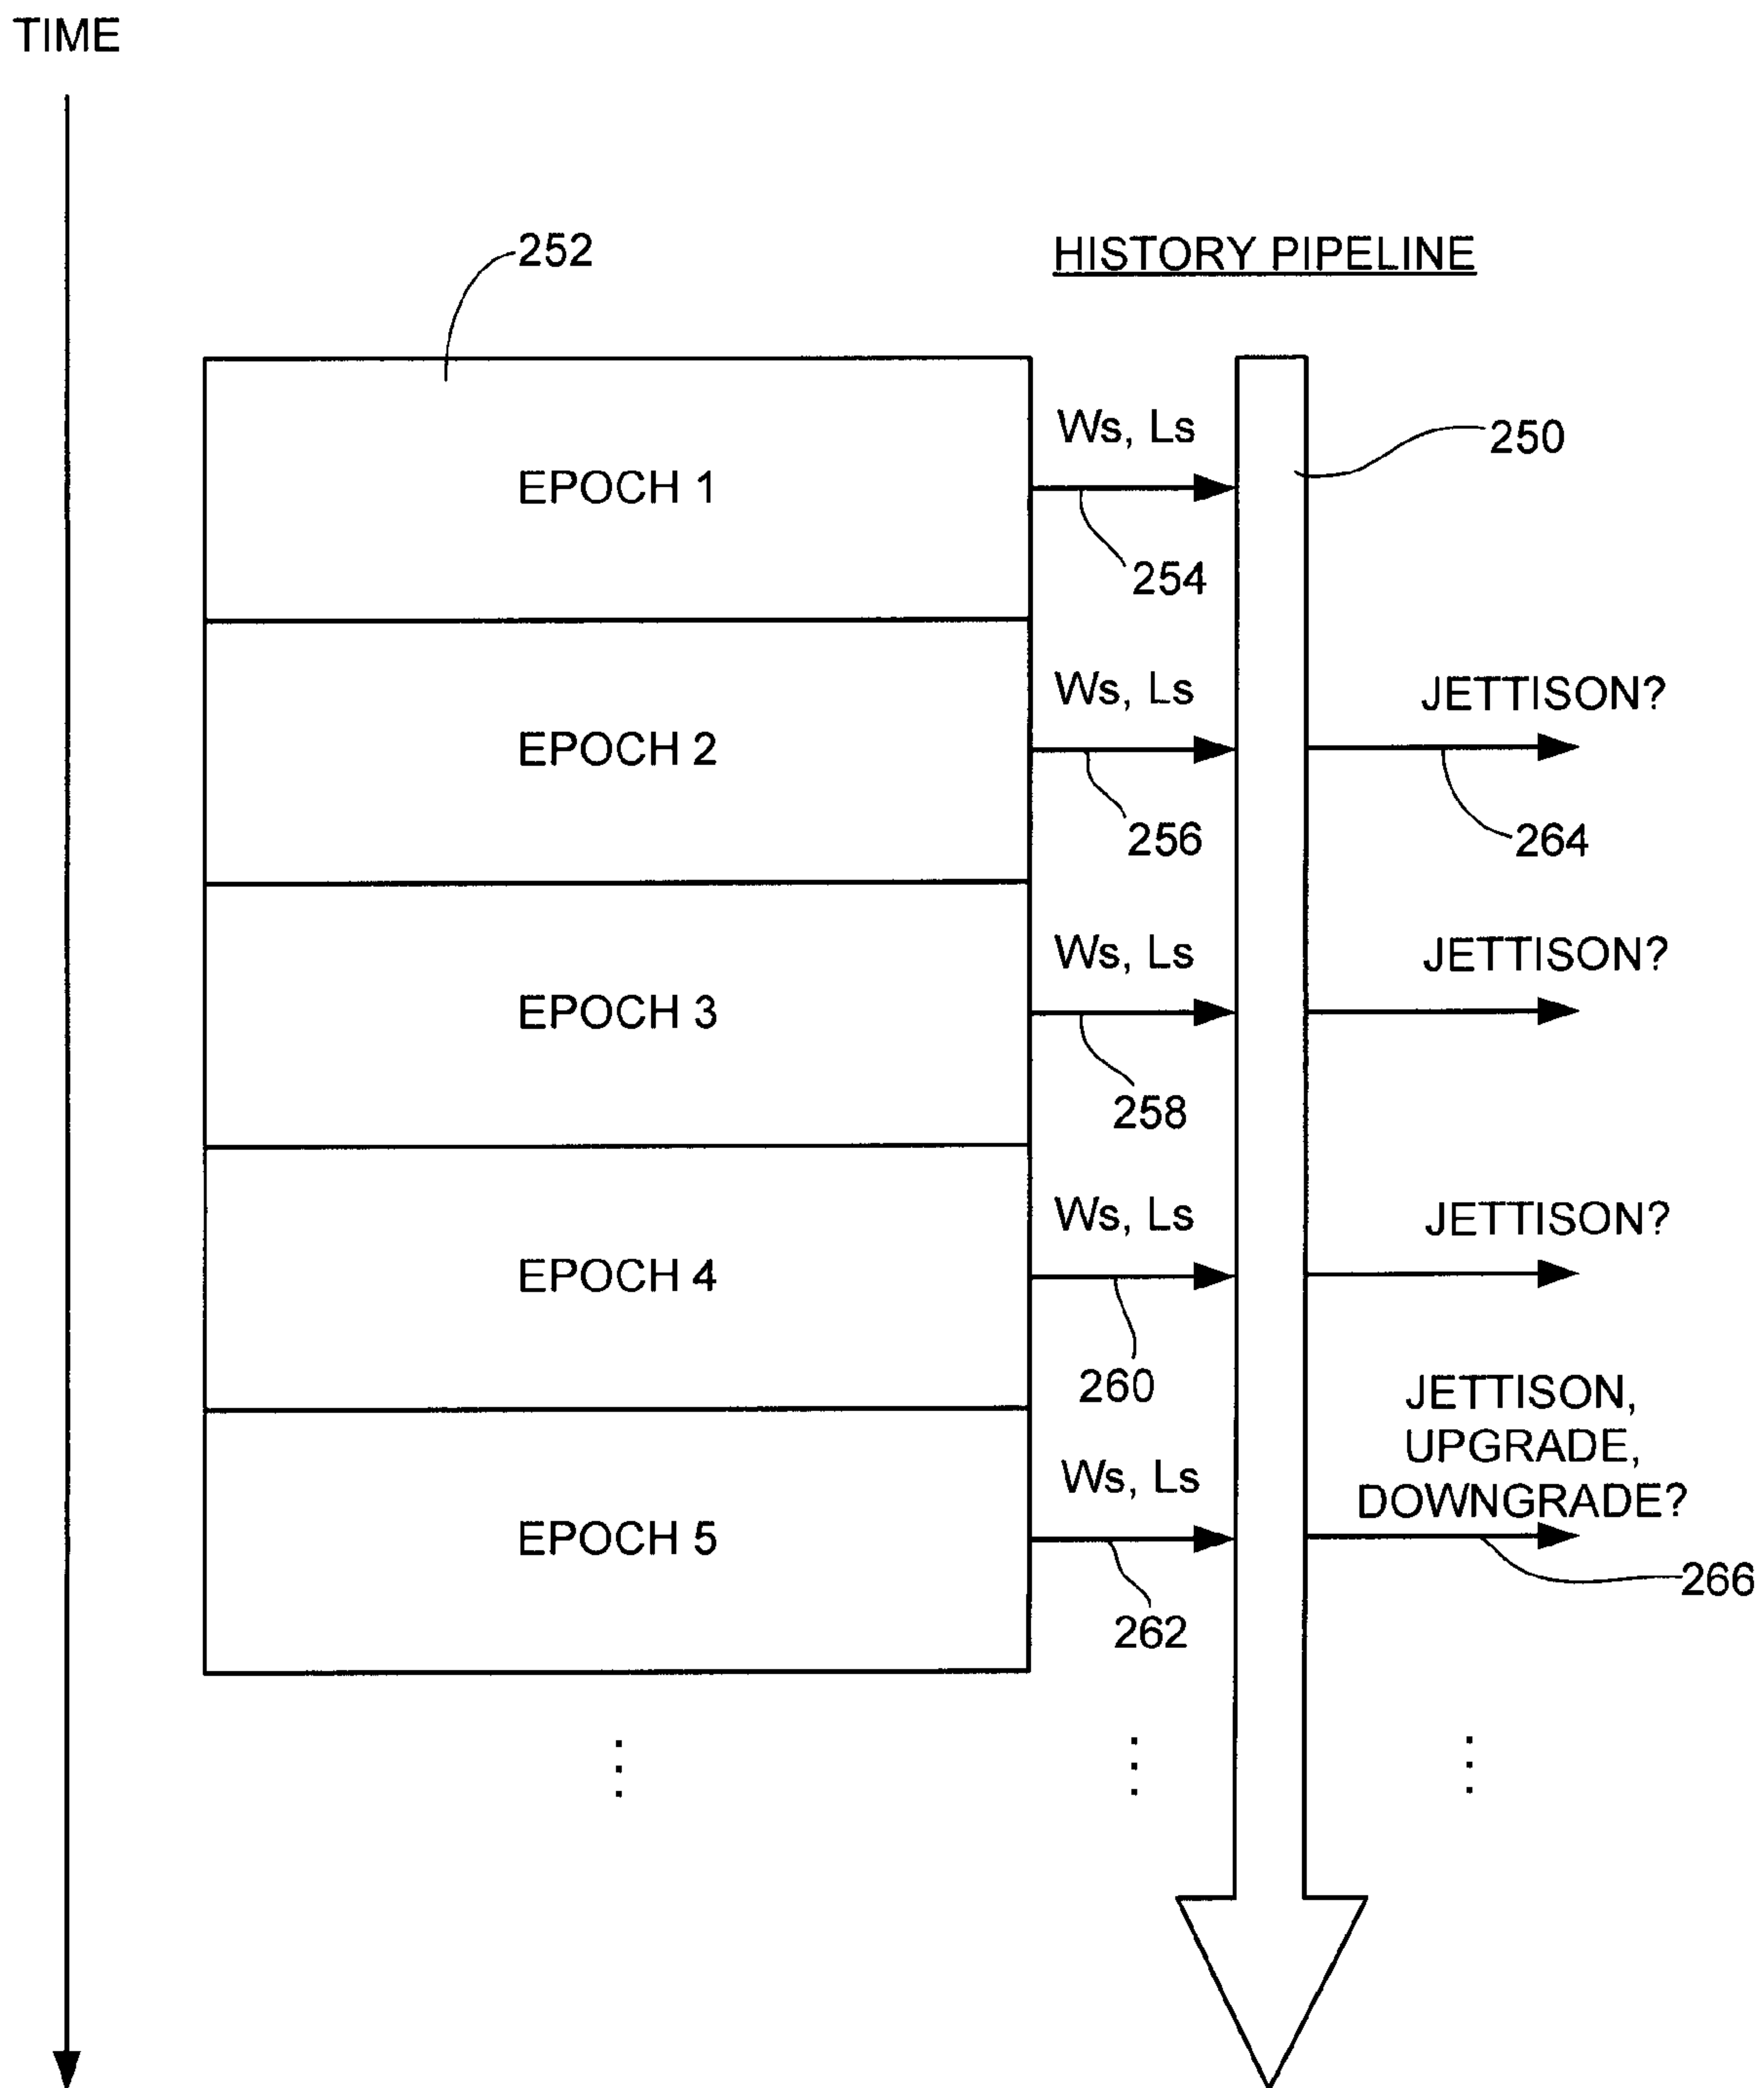 TIME
252
HISTORY PIPELINE
Ws, Ls
250
EPOCH 1
254
Ws, Ls
JETTISON?
EPOCH 2
256
264
Ws, Ls
JETTISON?
EPOCH 3
258
Ws, Ls
JETTISON?
EPOCH 4
260
JETTISON,
UPGRADE,
Ws, Ls
DOWNGRADE?
EPOCH 5
266
262